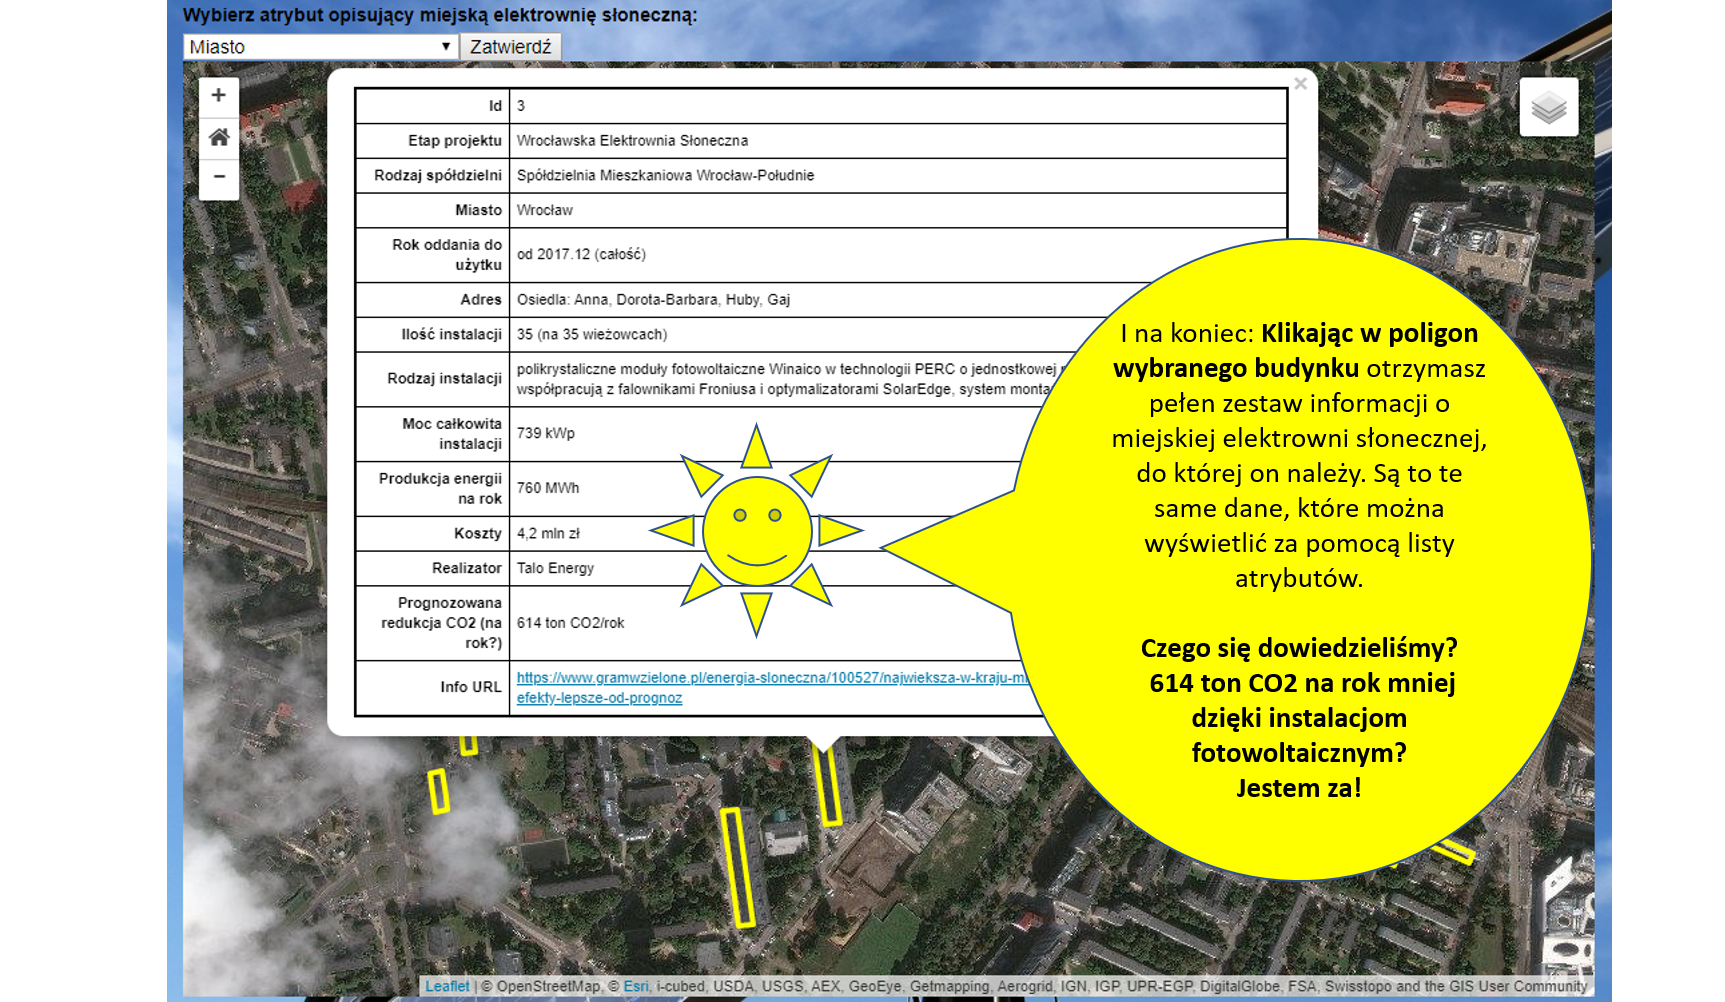 Wybierz atrybut opisujący miejską elektrownię słoneczną:
Miasto
Zatwierdź
+
−
×
Id 3
Etap projektu Wrocławska Elektrownia Słoneczna
Rodzaj spółdzielni Spółdzielnia Mieszkaniowa Wrocław-Południe
Miasto Wrocław
Rok oddania do
użytku
od 2017.12 (całość)
Adres Osiedla: Anna, Dorota-Barbara, Huby, Gaj
Ilość instalacji 35 (na 35 wieżowcach)
Rodzaj instalacji
polikrystaliczne moduły fotowoltaiczne Winaico w technologii PERC o jednostkowej
współpracują z falownikami Froniusa i optymalizatorami SolarEdge, system
Moc całkowita
instalacji
739 kWp
Produkcja energii
na rok
760 MWh
Koszty 4,2 mln zł
Realizator Talo Energy
Prognozowana
redukcja CO2 (na
rok?)
614 ton CO2/rok
Info URL
https://www.gramwzielone.pl/energia-sloneczna/100527/najwieksza-w-kraju-
efekty-lepsze-od-prognoz
I na koniec: Klikając w poligon
wybranego budynku otrzymasz
pełen zestaw informacji o
miejskiej elektrowni słonecznej,
do której on należy. Są to te
same dane, które można
wyświetlić za pomocą listy
atrybutów.
Czego się dowiedzieliśmy?
614 ton CO2 na rok mniej
dzięki instalacjom
fotowoltaicznym?
Jestem za!
Leaflet | © OpenStreetMap, © Esri, i-cubed, USDA, USGS, AEX, GeoEye, Getmapping, Aerogrid, IGN, IGP, UPR-EGP, DigitalGlobe, FSA, Swisstopo and the GIS User Community